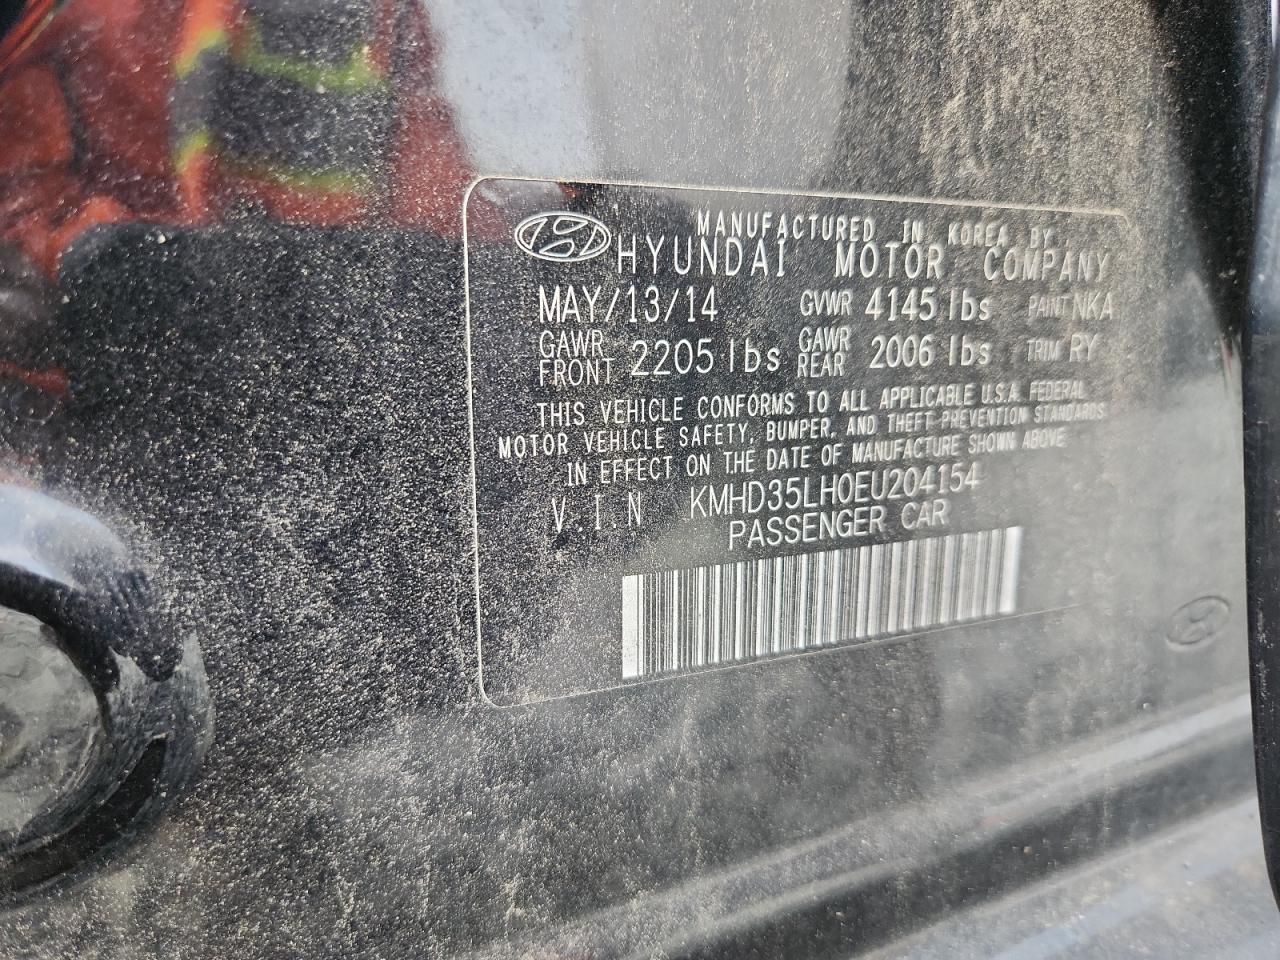 MANUFACTURED IN KOREA BY
HYUNDAI MOTOR COMPANY
MAY/13/14 GVWR 4145 lbs PAINT NKA
GAWR FRONT 2205 lbs GAWR REAR 2006 lbs TRIM RY
THIS VEHICLE CONFORMS TO ALL APPLICABLE U.S.A. FEDERAL
MOTOR VEHICLE SAFETY, BUMPER, AND THEFT PREVENTION STANDARDS
IN EFFECT ON THE DATE OF MANUFACTURE SHOWN ABOVE
V.I.N KMHD35LH0EU204154
PASSENGER CAR